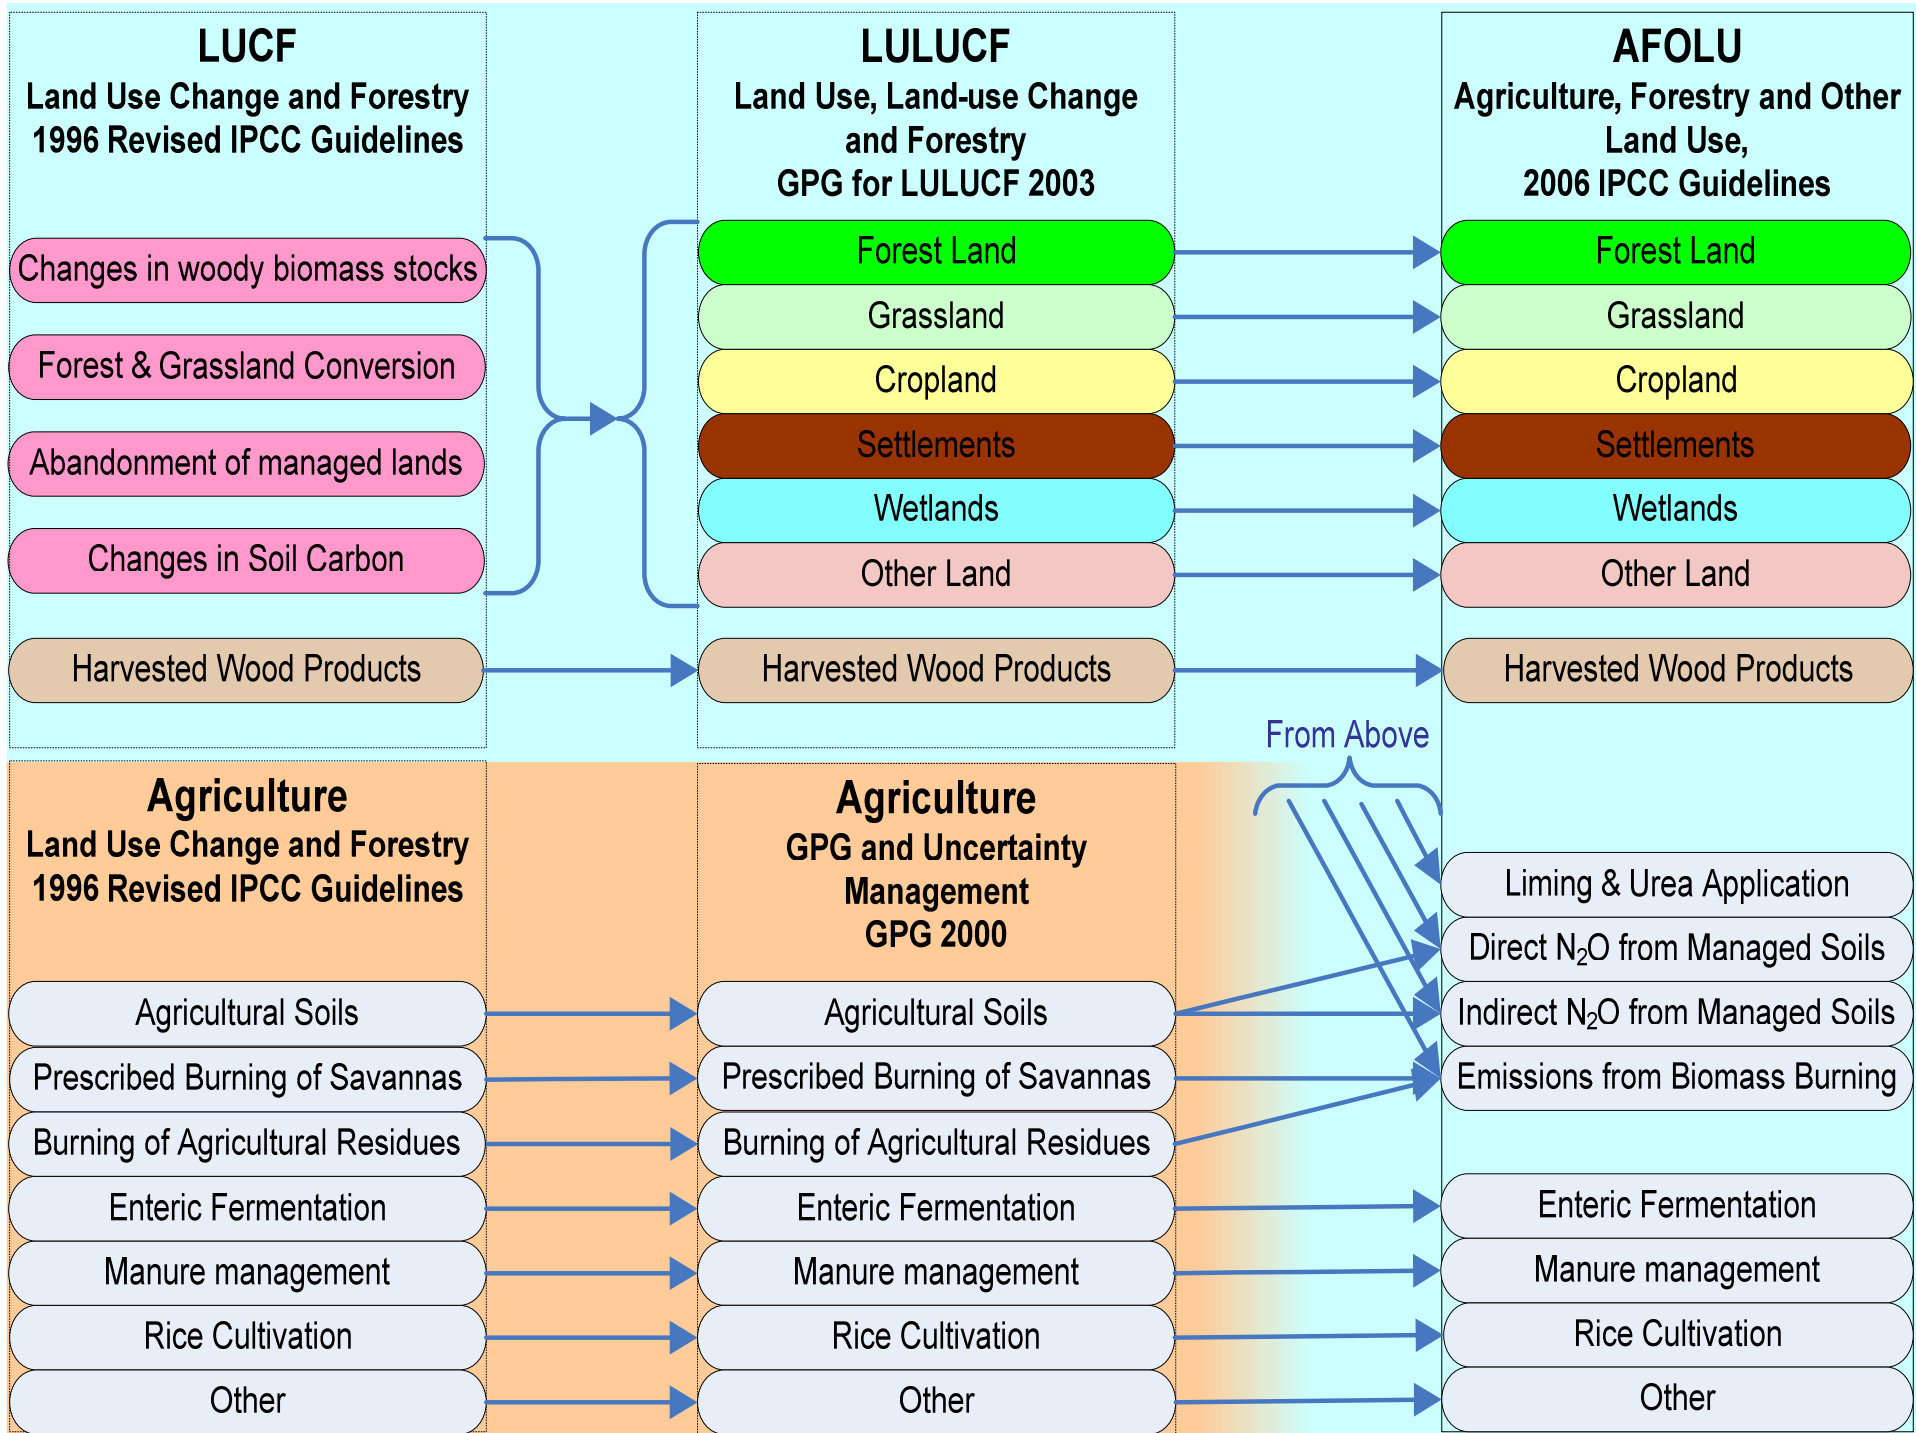 LUCF
Land Use Change and Forestry
1996 Revised IPCC Guidelines
Changes in woody biomass stocks
Forest & Grassland Conversion
Abandonment of managed lands
Changes in Soil Carbon
Harvested Wood Products
LULUCF
Land Use, Land-use Change
and Forestry
GPG for LULUCF 2003
Forest Land
Grassland
Cropland
Settlements
Wetlands
Other Land
Harvested Wood Products
AFOLU
Agriculture, Forestry and Other
Land Use,
2006 IPCC Guidelines
Forest Land
Grassland
Cropland
Settlements
Wetlands
Other Land
Harvested Wood Products
From Above
Liming & Urea Application
Direct N₂O from Managed Soils
Indirect N₂O from Managed Soils
Emissions from Biomass Burning
Enteric Fermentation
Manure management
Rice Cultivation
Other
Agriculture
Land Use Change and Forestry
1996 Revised IPCC Guidelines
Agricultural Soils
Prescribed Burning of Savannas
Burning of Agricultural Residues
Enteric Fermentation
Manure management
Rice Cultivation
Other
Agriculture
GPG and Uncertainty
Management
GPG 2000
Agricultural Soils
Prescribed Burning of Savannas
Burning of Agricultural Residues
Enteric Fermentation
Manure management
Rice Cultivation
Other